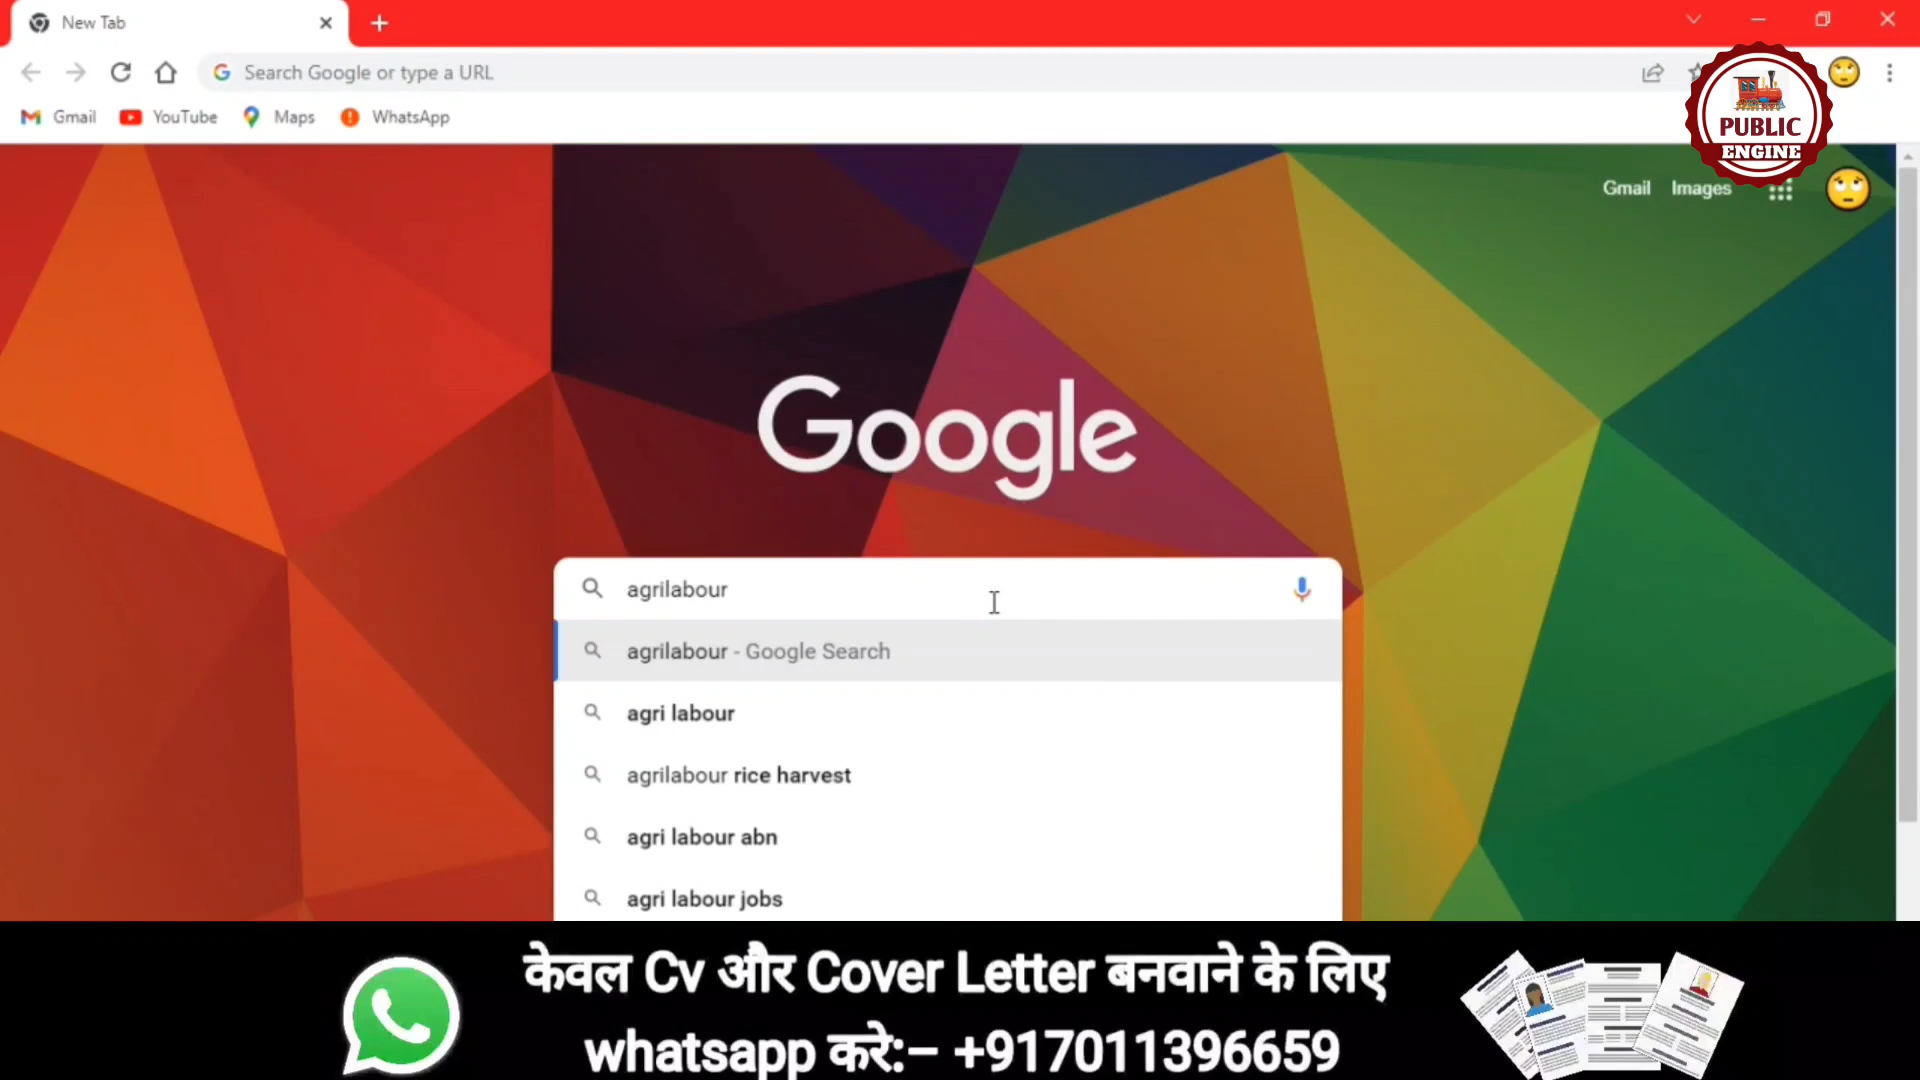 New Tab
Search Google or type a URL
Gmail YouTube Maps WhatsApp
PUBLIC
ENGINE
Gmail Images
Google
agrilabour
agrilabour - Google Search
agri labour
agrilabour rice harvest
agri labour abn
agri labour jobs
केवल Cv और Cover Letter बनवाने के लिए
whatsapp करे:– +917011396659